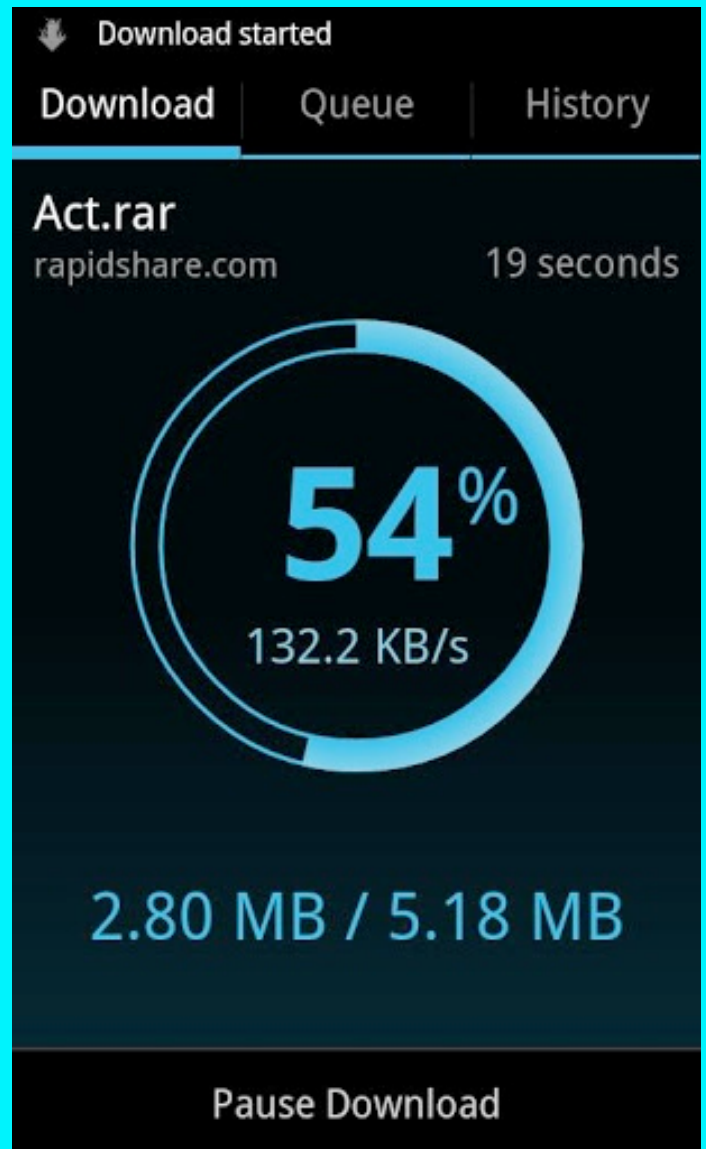 Download started
Download Queue History
Act.rar
rapidshare.com 19 seconds
54%
132.2 KB/s
2.80 MB / 5.18 MB
Pause Download